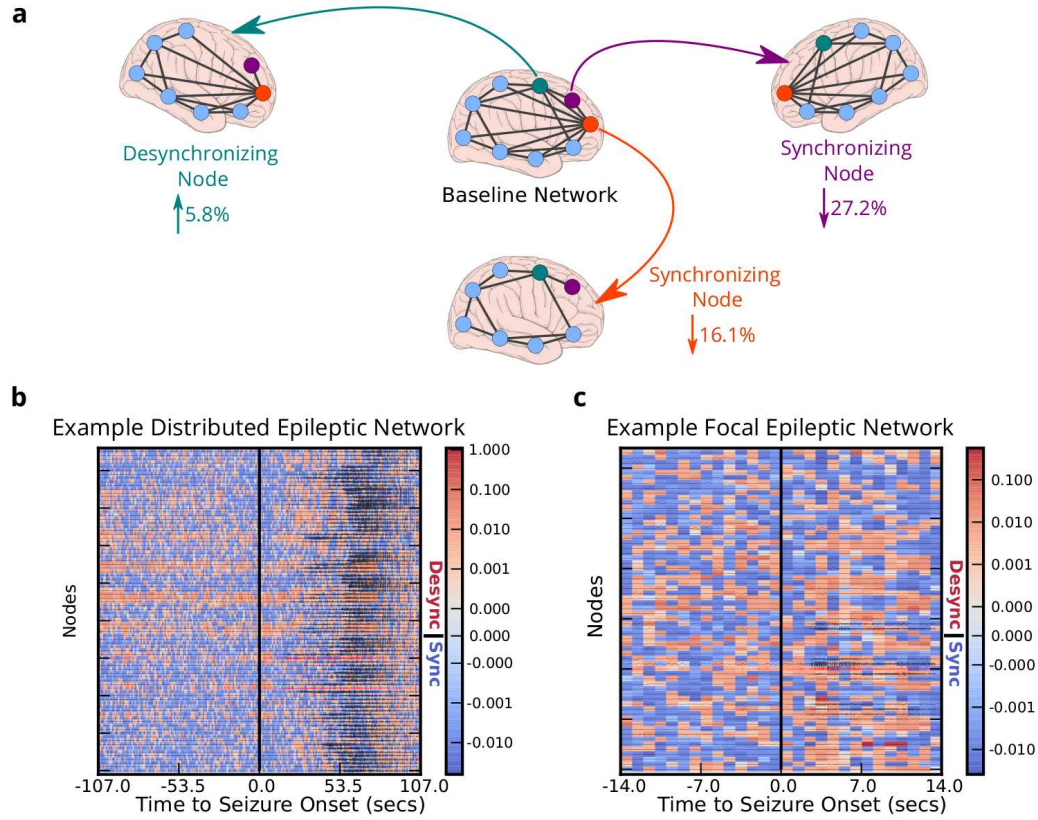 a
Desynchronizing
Node
5.8%
Baseline Network
Synchronizing
Node
27.2%
Synchronizing
Node
16.1%
b
Example Distributed Epileptic Network
Nodes
-107.0 -53.5 0.0 53.5 107.0
Time to Seizure Onset (secs)
1.000
0.100
0.010
0.001
0.000
0.000
-0.000
-0.001
-0.010
Sync | Desync
c
Example Focal Epileptic Network
Nodes
-14.0 -7.0 0.0 7.0 14.0
Time to Seizure Onset (secs)
0.100
0.010
0.001
0.000
0.000
-0.000
-0.001
-0.010
Sync | Desync